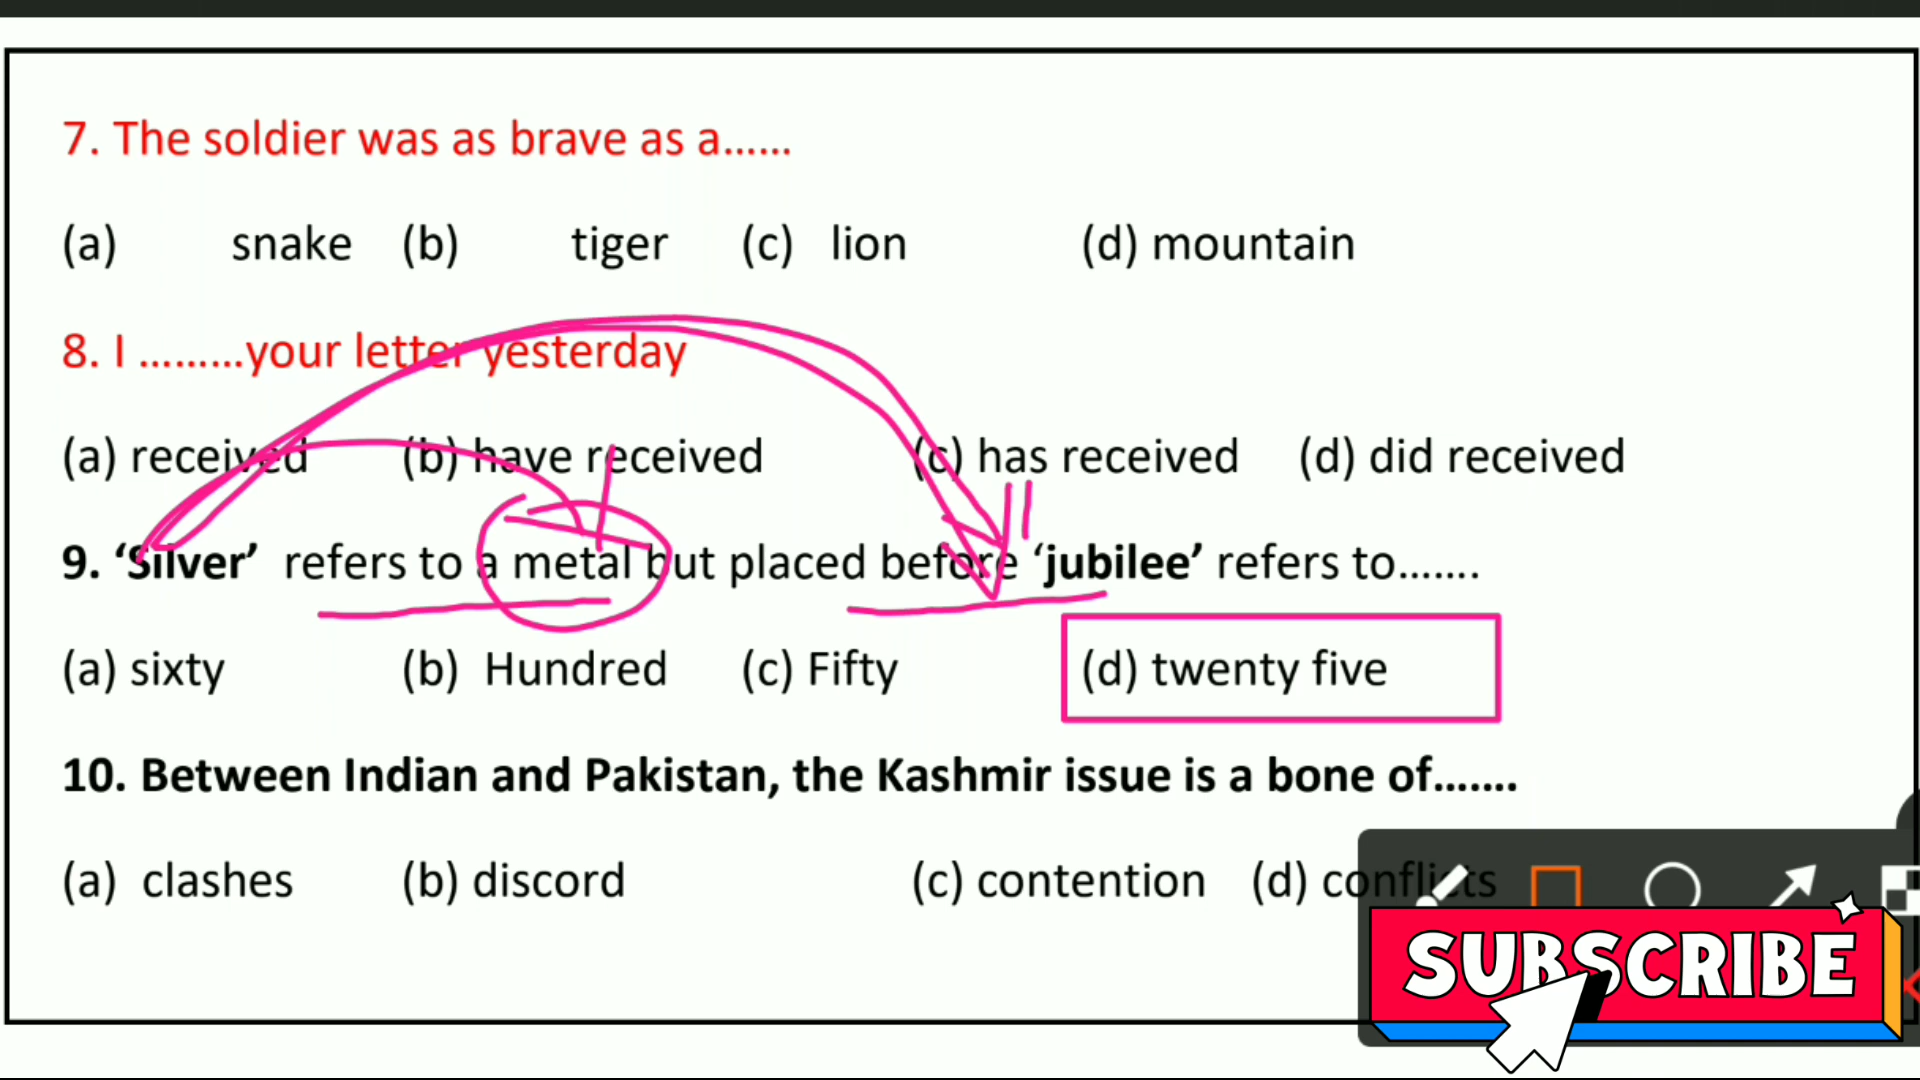 7. The soldier was as brave as a......
(a) snake (b) tiger (c) lion (d) mountain
8. I .........your letter yesterday
(a) received (b) have received (c) has received (d) did received
9. ‘Silver’ refers to a metal but placed before ‘jubilee’ refers to.......
(a) sixty (b) Hundred (c) Fifty (d) twenty five
10. Between Indian and Pakistan, the Kashmir issue is a bone of.......
(a) clashes (b) discord (c) contention (d) conflicts
SUBSCRIBE